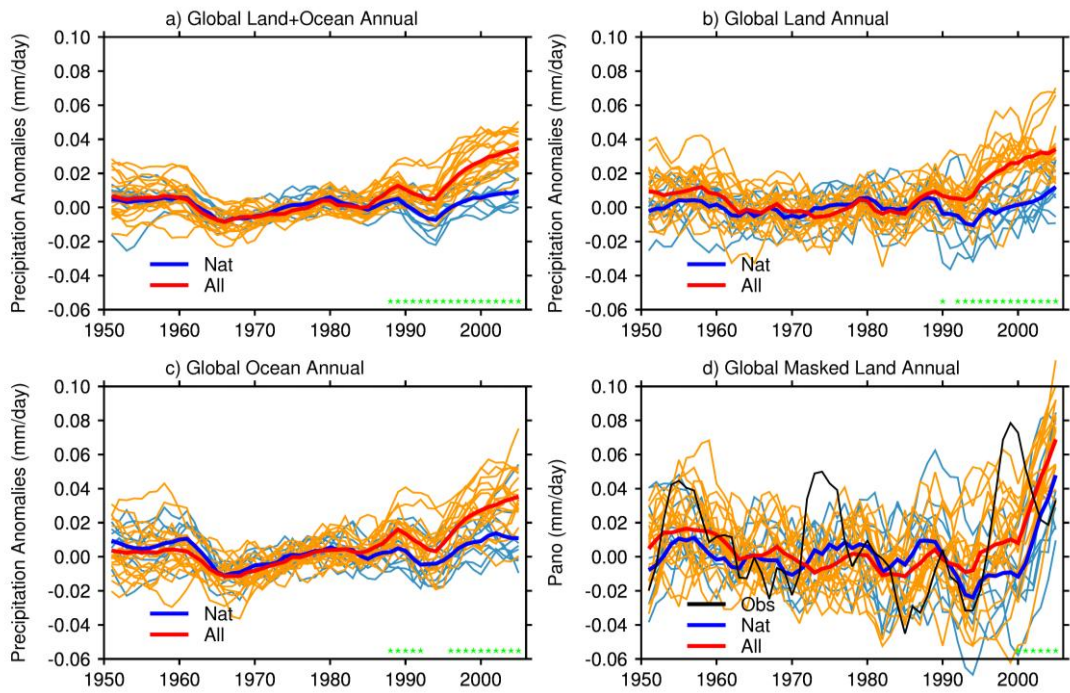 a) Global Land+Ocean Annual
0.10
0.08
0.06
0.04
0.02
0.00
-0.02
-0.04
-0.06
Precipitation Anomalies (mm/day)
Nat
All
1950 1960 1970 1980 1990 2000
b) Global Land Annual
0.10
0.08
0.06
0.04
0.02
0.00
-0.02
-0.04
-0.06
Precipitation Anomalies (mm/day)
Nat
All
1950 1960 1970 1980 1990 2000
c) Global Ocean Annual
0.10
0.08
0.06
0.04
0.02
0.00
-0.02
-0.04
-0.06
Precipitation Anomalies (mm/day)
Nat
All
1950 1960 1970 1980 1990 2000
d) Global Masked Land Annual
0.10
0.08
0.06
0.04
0.02
0.00
-0.02
-0.04
-0.06
Pano (mm/day)
Obs
Nat
All
1950 1960 1970 1980 1990 2000